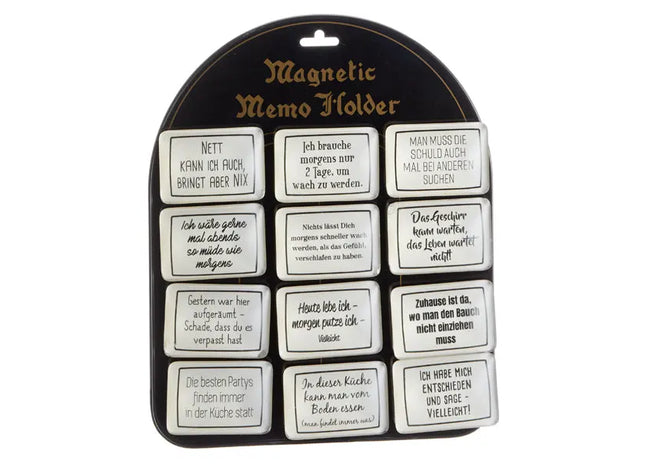 Magnetic
Memo Holder
NETT
KANN ICH AUCH,
BRINGT ABER NIX
Ich brauche
morgens nur
2 Tage, um
wach zu werden.
MAN MUSS DIE
SCHULD AUCH
MAL BEI ANDEREN
SUCHEN
Ich wäre gerne
mal abends
so müde wie
morgens
Nichts lässt Dich
morgens schneller wach
werden, als das Gefühl,
verschlafen zu haben.
Das Geschirr
kann warten,
das Leben wartet
nicht!
Gestern war hier
aufgeräumt -
Schade, dass du es
verpasst hast
Heute lebe ich -
morgen putze ich -
Vielleicht
Zuhause ist da,
wo man den Bauch
nicht einziehen
muss
Die besten Partys
finden immer
in der Küche statt
In dieser Küche
kann man vom
Boden essen
(man findet immer was)
ICH HABE MICH
ENTSCHIEDEN
UND SAGE -
VIELLEICHT!